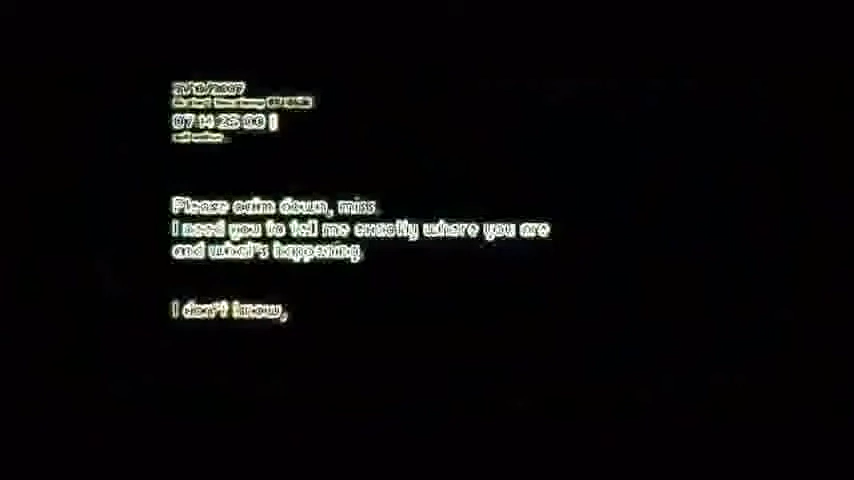 07 14 25 00
Please calm down, miss.
I need you to tell me exactly where you are
and what's happening.
I don't know,